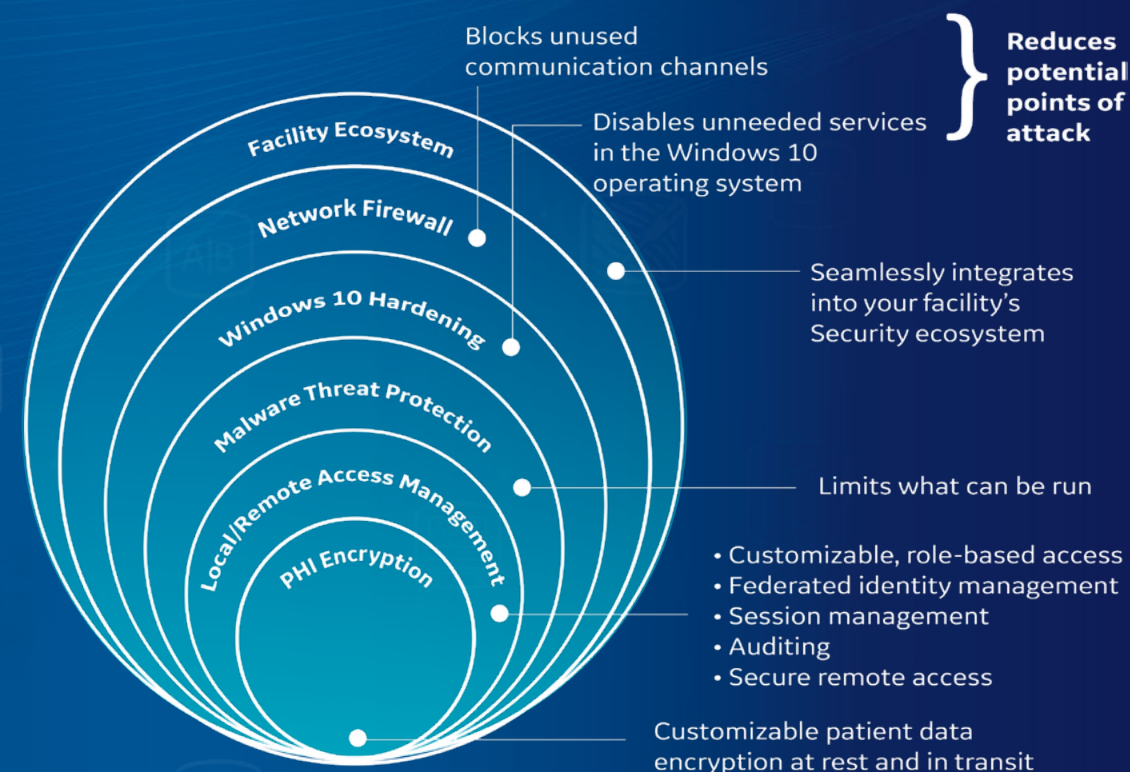 Blocks unused
communication channels
Reduces
potential
points of
attack
Disables unneeded services
in the Windows 10
operating system
Facility Ecosystem
Network Firewall
Windows 10 Hardening
Malware Threat Protection
Local/Remote Access Management
PHI Encryption
AB
Seamlessly integrates
into your facility's
Security ecosystem
Limits what can be run
• Customizable, role-based access
• Federated identity management
• Session management
• Auditing
• Secure remote access
Customizable patient data
encryption at rest and in transit